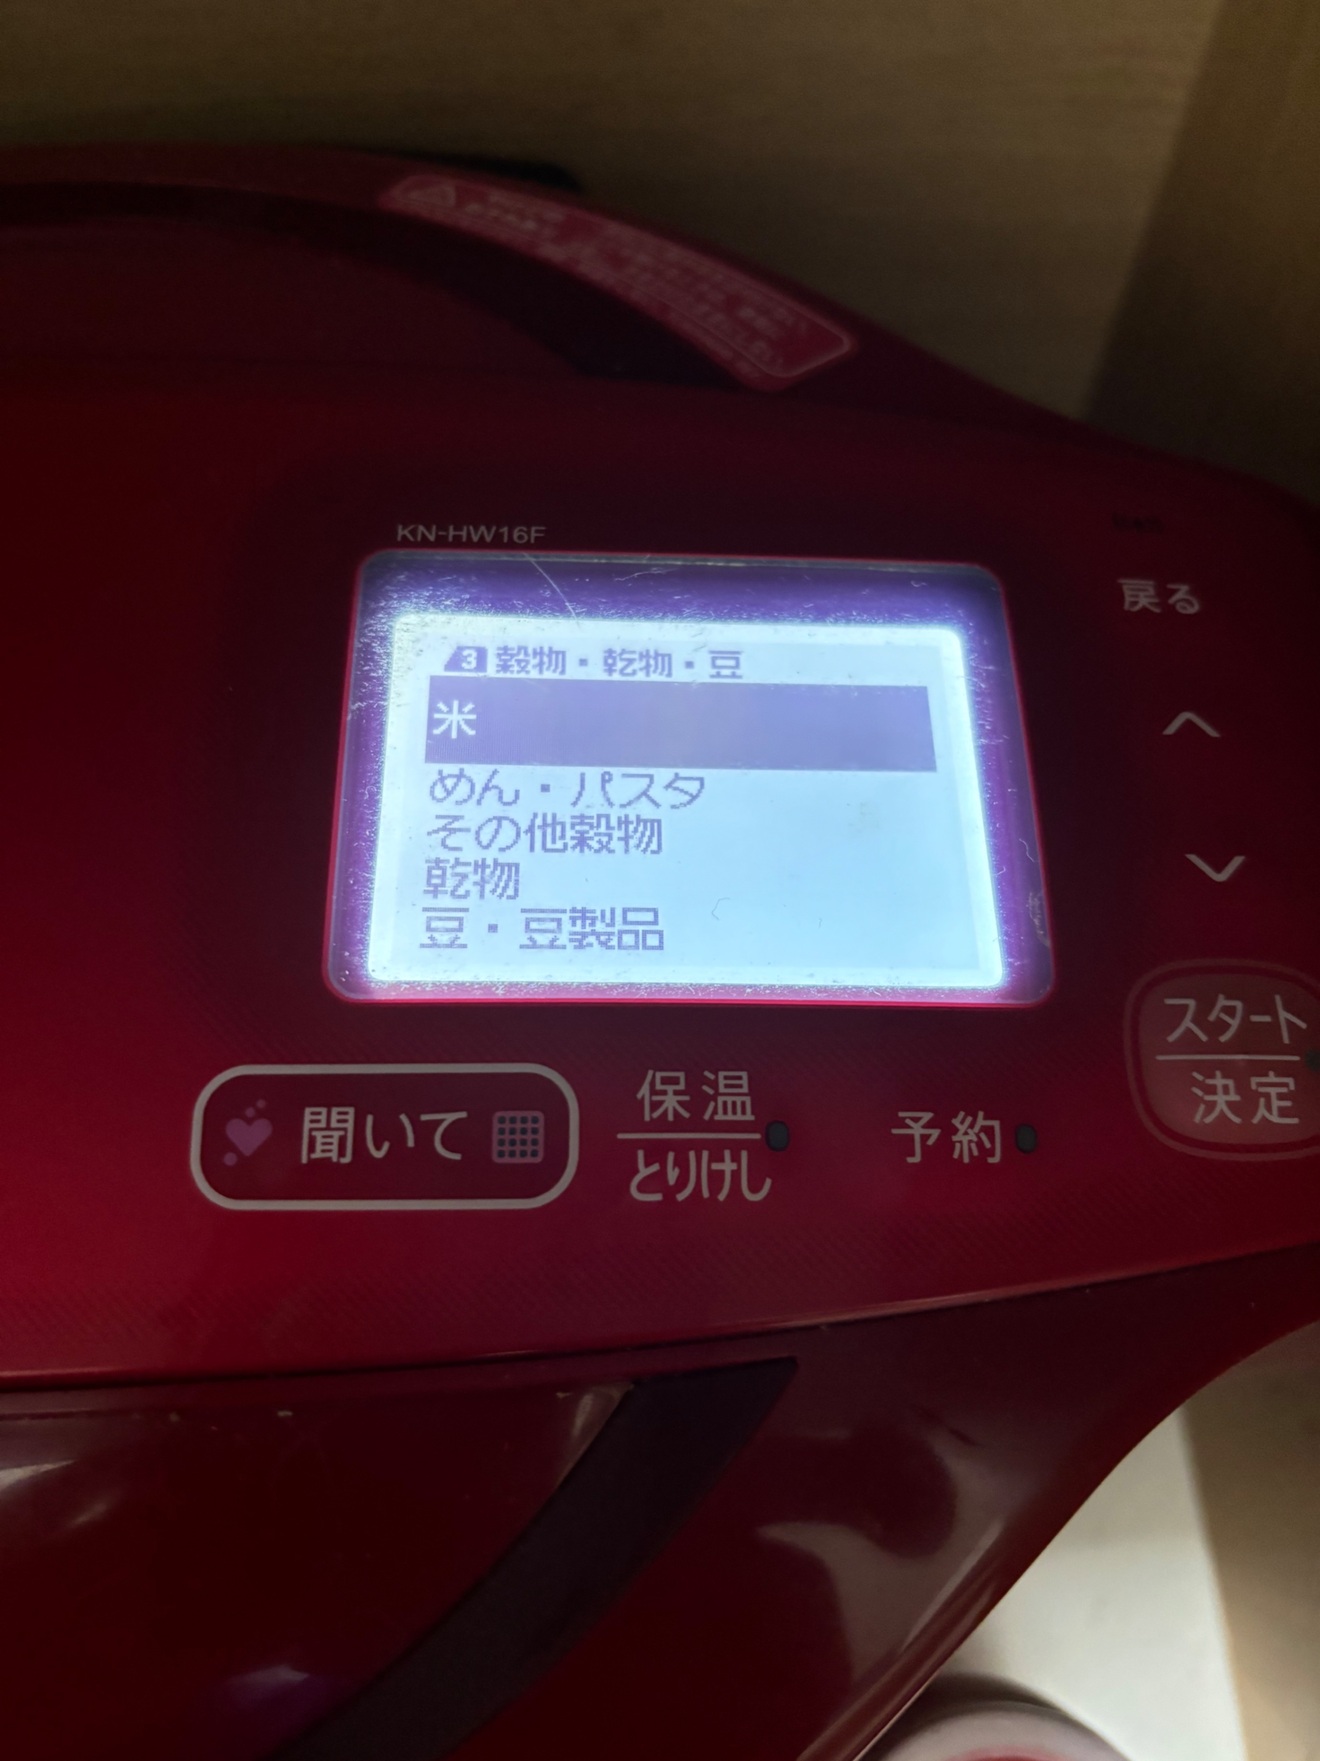 KN-HW16F
戻る
3 穀物・乾物・豆
米
めん・パスタ
その他穀物
乾物
豆・豆製品
スタート
決定
聞いて
保温
とりけし
予約